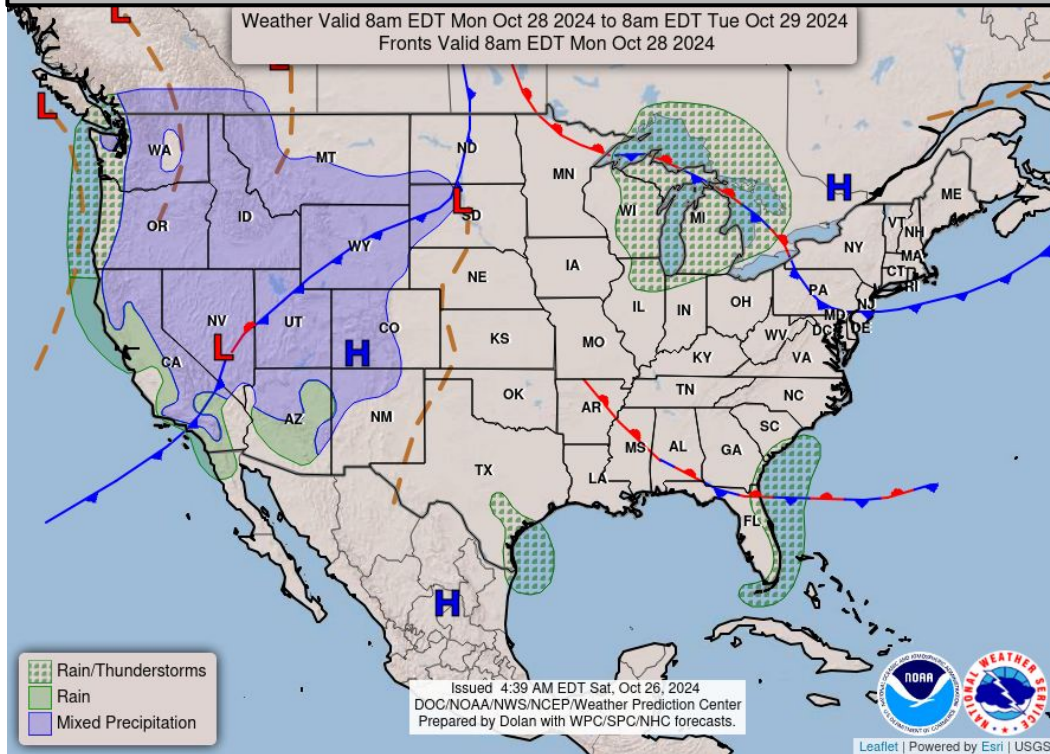 Weather Valid 8am EDT Mon Oct 28 2024 to 8am EDT Tue Oct 29 2024
Fronts Valid 8am EDT Mon Oct 28 2024
L
L
L
WA
MT
ND
MN
H
ME
OR
ID
L
SD
WI
MI
VT
NH
WY
NY
MA
CT
RI
IA
NE
PA
NJ
NV
UT
CO
IL
IN
OH
MD
DE
DC
WV
L
H
KS
MO
KY
VA
CA
AZ
NM
OK
AR
TN
NC
SC
MS
AL
GA
TX
LA
FL
H
Rain/Thunderstorms
Rain
Mixed Precipitation
Issued 4:39 AM EDT Sat, Oct 26, 2024
DOC/NOAA/NWS/NCEP/Weather Prediction Center
Prepared by Dolan with WPC/SPC/NHC forecasts.
NOAA
NATIONAL WEATHER SERVICE
Leaflet | Powered by Esri | USGS